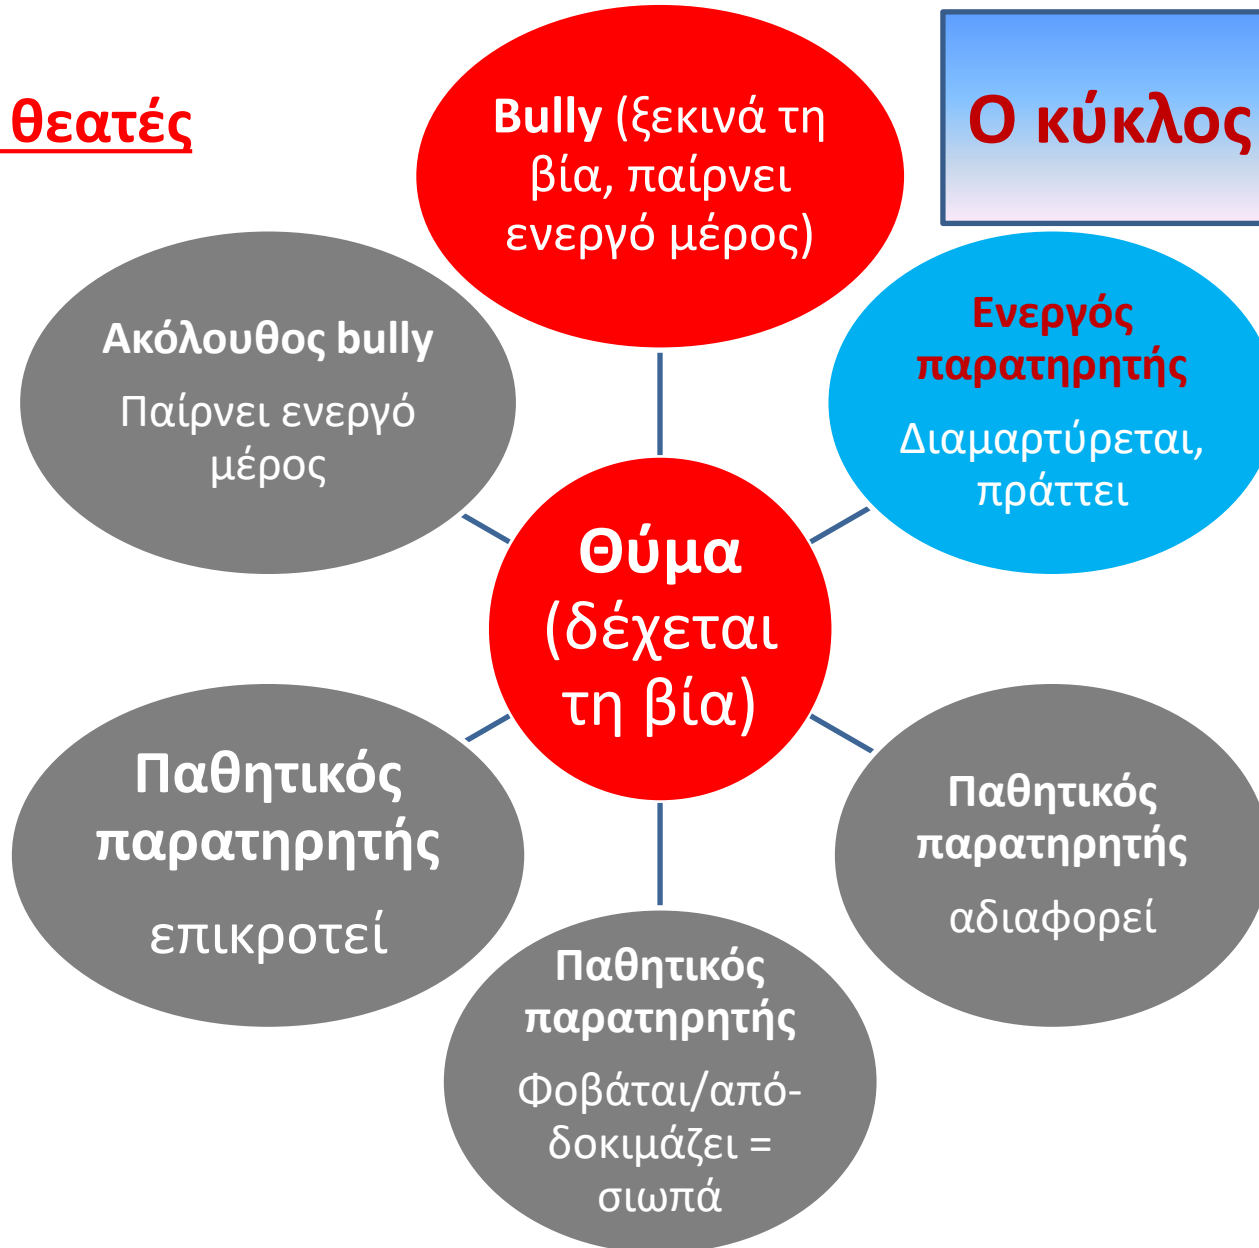 θεατές
Ο κύκλος
Bully (ξεκινά τη
βία, παίρνει
ενεργό μέρος)
Ακόλουθος bully
Παίρνει ενεργό
μέρος
Ενεργός
παρατηρητής
Διαμαρτύρεται,
πράττει
Θύμα
(δέχεται
τη βία)
Παθητικός
παρατηρητής
επικροτεί
Παθητικός
παρατηρητής
αδιαφορεί
Παθητικός
παρατηρητής
Φοβάται/από-
δοκιμάζει =
σιωπά